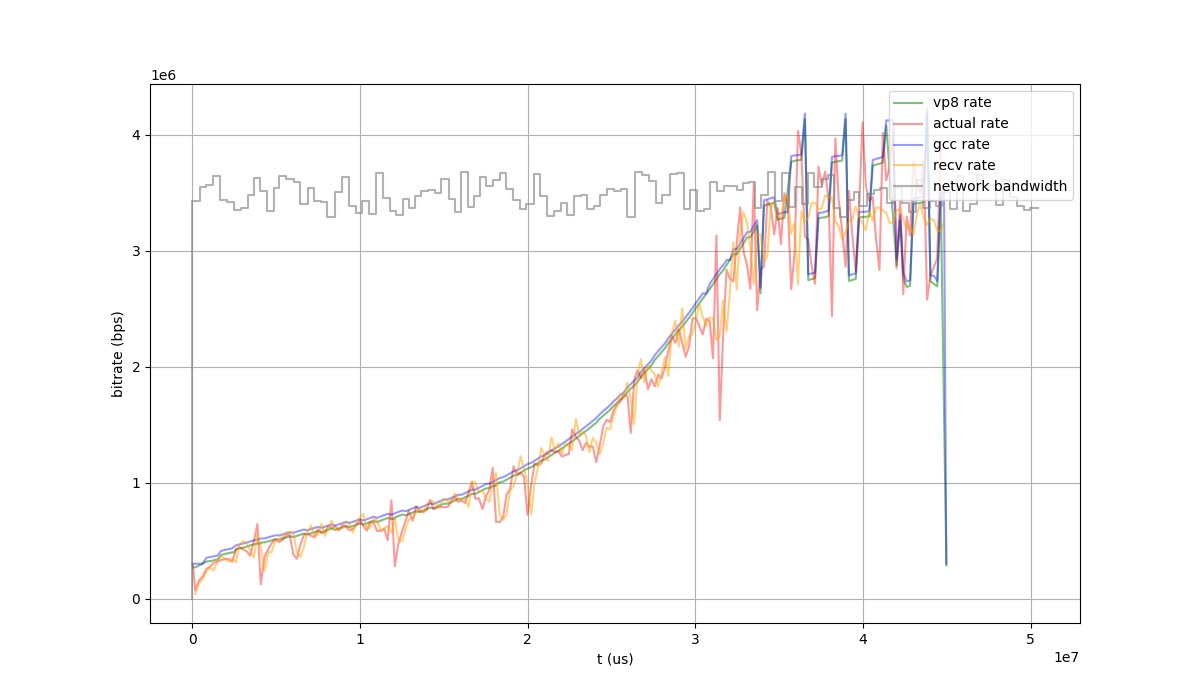 1e6
vp8 rate
actual rate
gcc rate
recv rate
network bandwidth
4
3
2
1
0
bitrate (bps)
0 1 2 3 4 5
t (us)
1e7